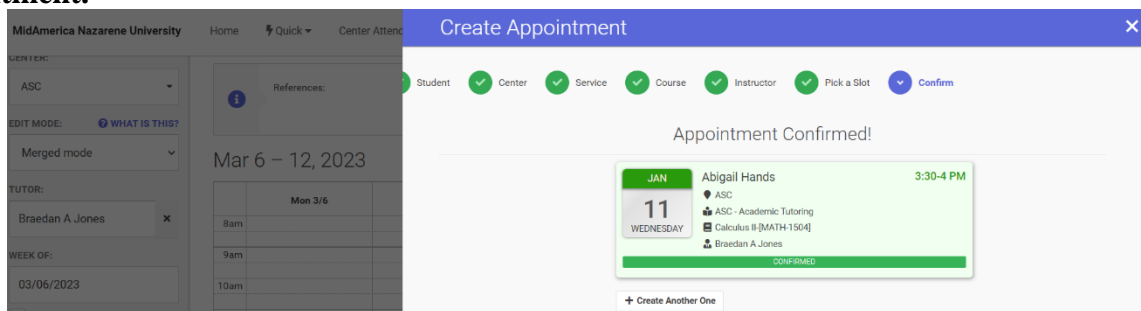 MidAmerica Nazarene University
Home
Quick
Center Attend
CENTER:
ASC
EDIT MODE:
WHAT IS THIS?
Merged mode
TUTOR:
Braedan A Jones
×
WEEK OF:
03/06/2023
References:
Mar 6 – 12, 2023
Mon 3/6
8am
9am
10am
Create Appointment
×
Student
Center
Service
Course
Instructor
Pick a Slot
Confirm
Appointment Confirmed!
JAN
11
WEDNESDAY
Abigail Hands
3:30-4 PM
ASC
ASC - Academic Tutoring
Calculus II-[MATH-1504]
Braedan A Jones
CONFIRMED
+ Create Another One